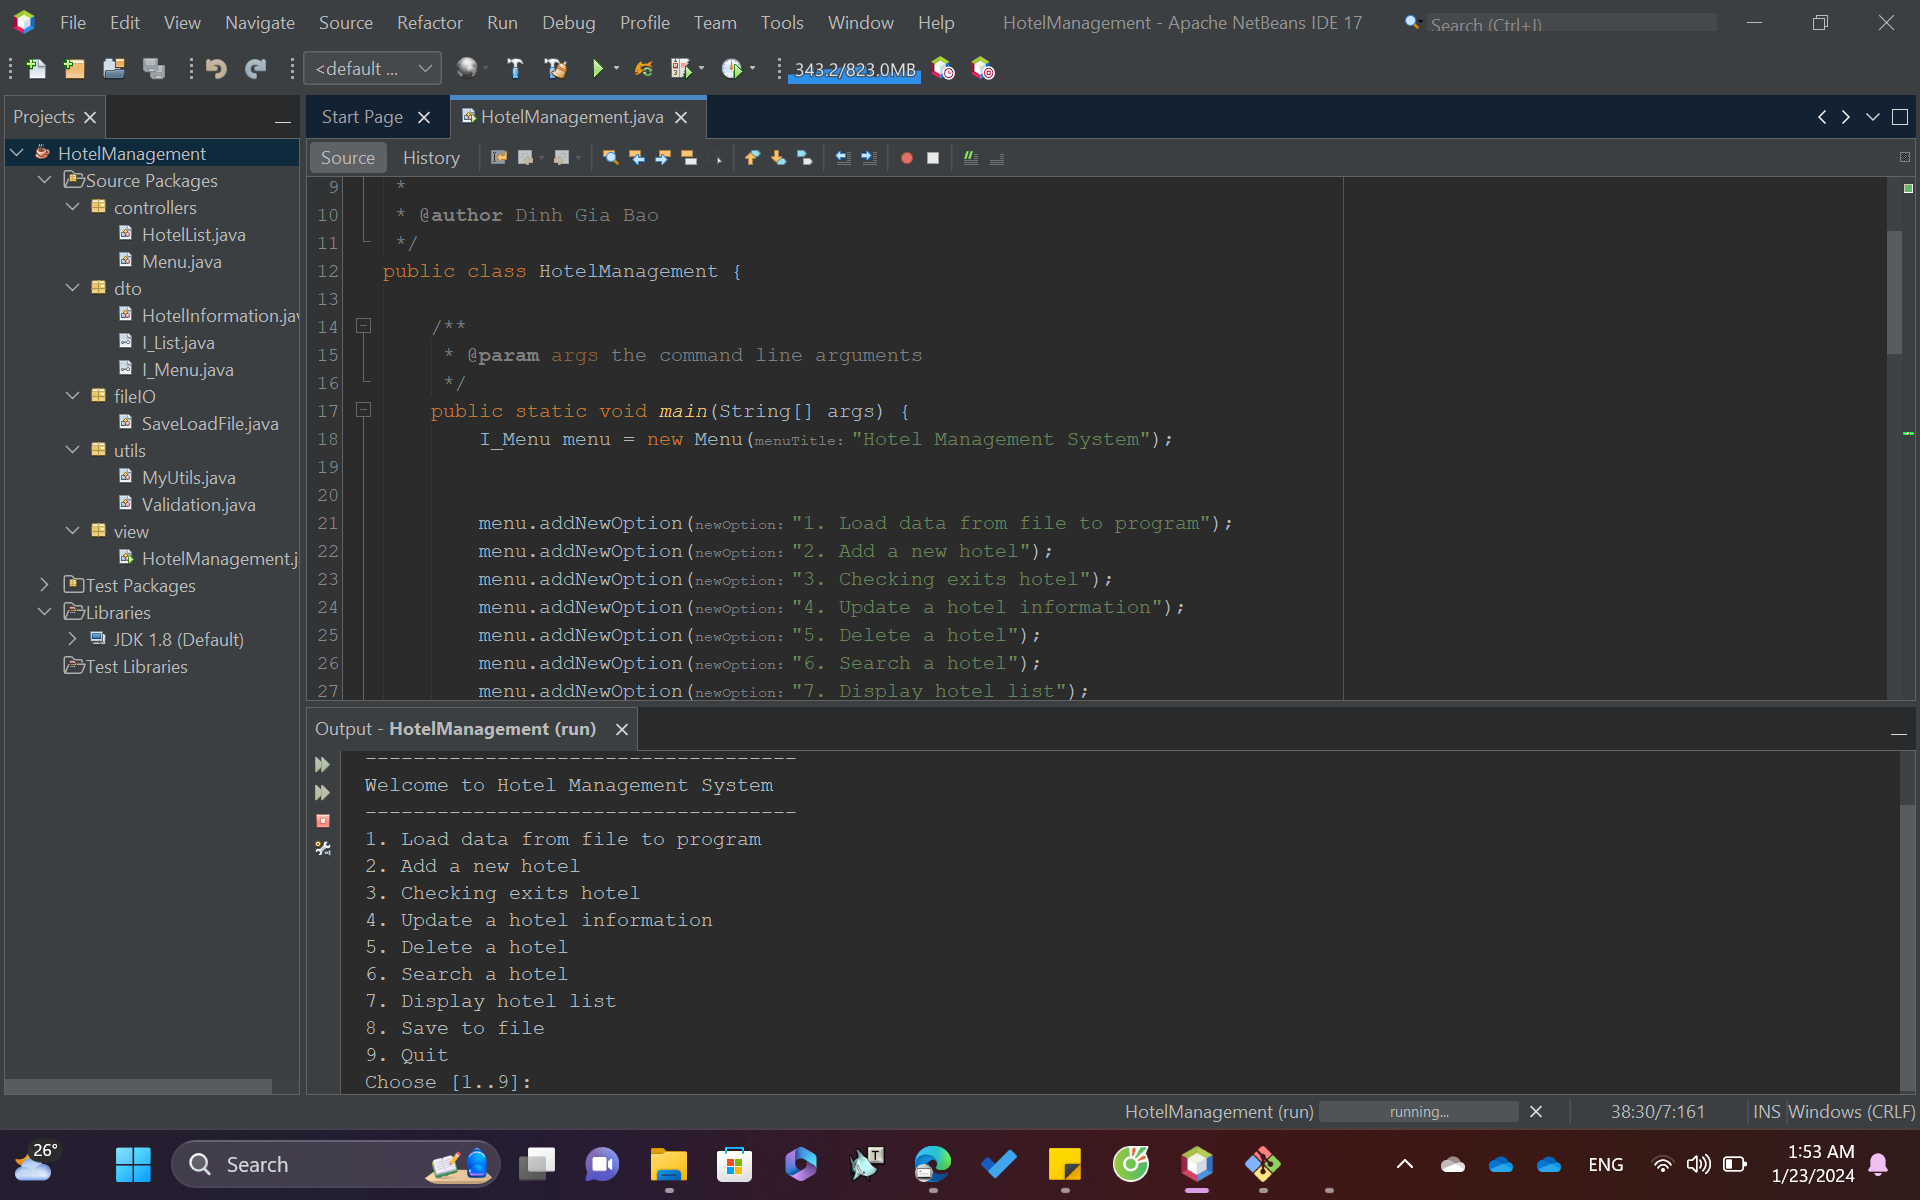 File Edit View Navigate Source Refactor Run Debug Profile Team Tools Window Help HotelManagement - Apache NetBeans IDE 17 Search (Ctrl+I)
<default ... 343.2/823.0MB
Projects Start Page HotelManagement.java
Source History
HotelManagement
Source Packages
controllers
HotelList.java
Menu.java
dto
HotelInformation.jav
I_List.java
I_Menu.java
fileIO
SaveLoadFile.java
utils
MyUtils.java
Validation.java
view
HotelManagement.j
Test Packages
Libraries
JDK 1.8 (Default)
Test Libraries
9 *
10 * @author Dinh Gia Bao
11 */
12 public class HotelManagement {
13
14 /**
15 * @param args the command line arguments
16 */
17 public static void main(String[] args) {
18 I_Menu menu = new Menu(menuTitle: "Hotel Management System");
19
20
21 menu.addNewOption(newOption: "1. Load data from file to program");
22 menu.addNewOption(newOption: "2. Add a new hotel");
23 menu.addNewOption(newOption: "3. Checking exits hotel");
24 menu.addNewOption(newOption: "4. Update a hotel information");
25 menu.addNewOption(newOption: "5. Delete a hotel");
26 menu.addNewOption(newOption: "6. Search a hotel");
27 menu.addNewOption(newOption: "7. Display hotel list");
Output - HotelManagement (run)
------------------------------------
Welcome to Hotel Management System
------------------------------------
1. Load data from file to program
2. Add a new hotel
3. Checking exits hotel
4. Update a hotel information
5. Delete a hotel
6. Search a hotel
7. Display hotel list
8. Save to file
9. Quit
Choose [1..9]:
HotelManagement (run) running... 38:30/7:161 INS Windows (CRLF)
26° Search T ENG 1:53 AM
1/23/2024